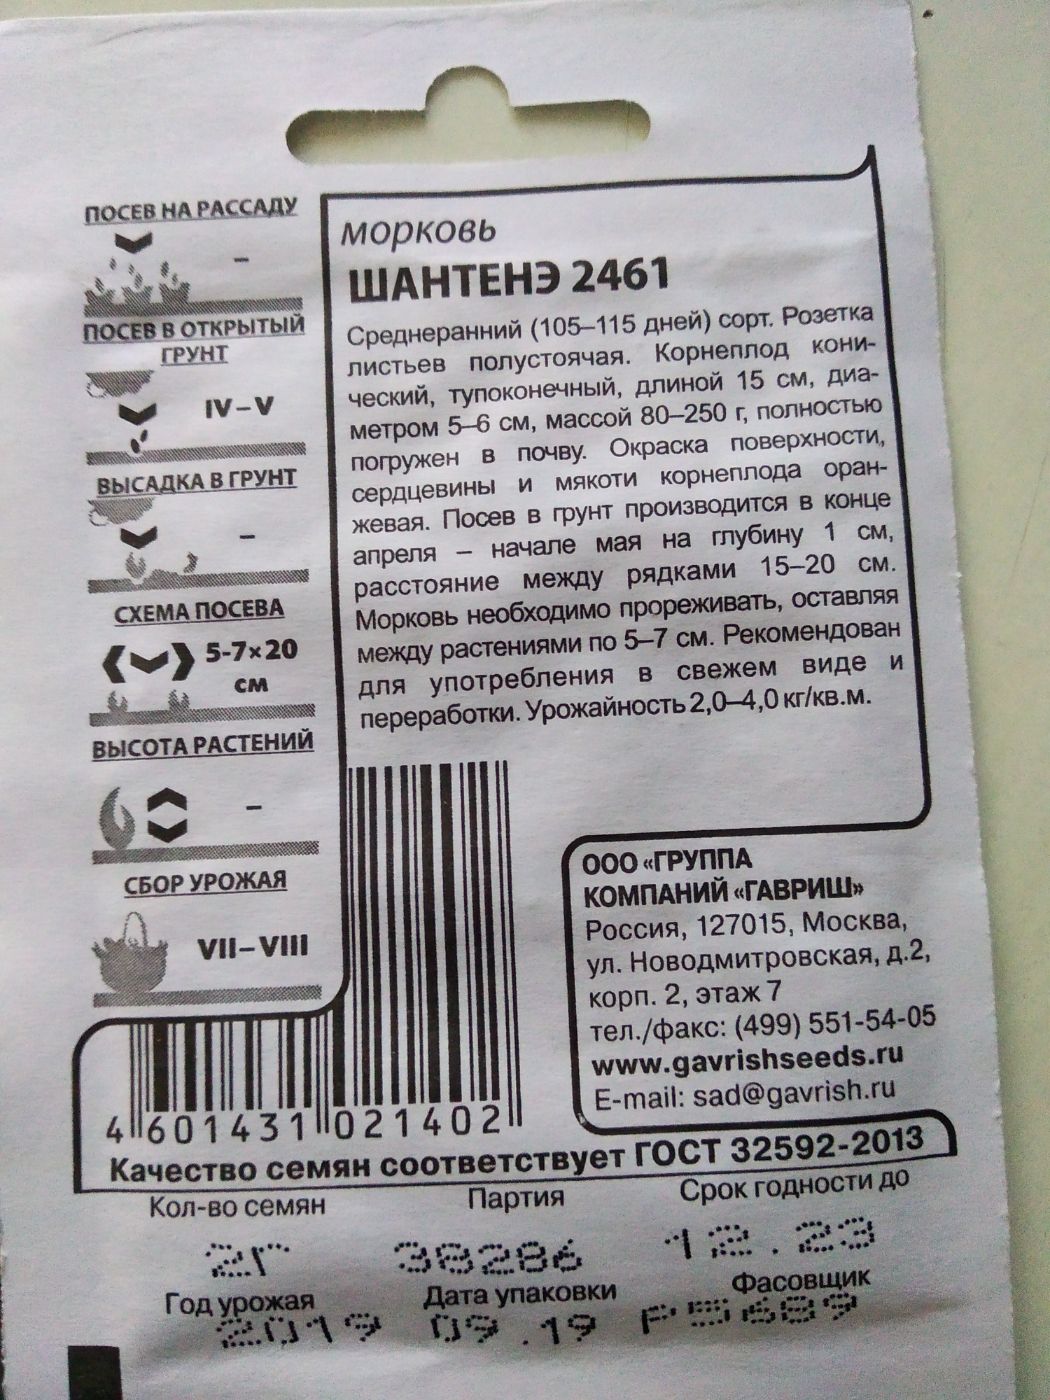 ПОСЕВ НА РАССАДУ
–
ПОСЕВ В ОТКРЫТЫЙ
ГРУНТ
IV–V
ВЫСАДКА В ГРУНТ
–
СХЕМА ПОСЕВА
5-7×20
см
ВЫСОТА РАСТЕНИЙ
–
СБОР УРОЖАЯ
VII–VIII
морковь
ШАНТЕНЭ 2461
Среднеранний (105–115 дней) сорт. Розетка
листьев полустоячая. Корнеплод кони-
ческий, тупоконечный, длиной 15 см, диа-
метром 5–6 см, массой 80–250 г, полностью
погружен в почву. Окраска поверхности,
сердцевины и мякоти корнеплода оран-
жевая. Посев в грунт производится в конце
апреля – начале мая на глубину 1 см,
расстояние между рядками 15–20 см.
Морковь необходимо прореживать, оставляя
между растениями по 5–7 см. Рекомендован
для употребления в свежем виде и
переработки. Урожайность 2,0–4,0 кг/кв.м.
ООО «ГРУППА
КОМПАНИЙ «ГАВРИШ»
Россия, 127015, Москва,
ул. Новодмитровская, д.2,
корп. 2, этаж 7
тел./факс: (499) 551-54-05
www.gavrishseeds.ru
E-mail: sad@gavrish.ru
4 601431 021402
Качество семян соответствует ГОСТ 32592-2013
Кол-во семян Партия Срок годности до
2Г 38286 12.23
Год урожая Дата упаковки Фасовщик
2019 09.19 Р5689